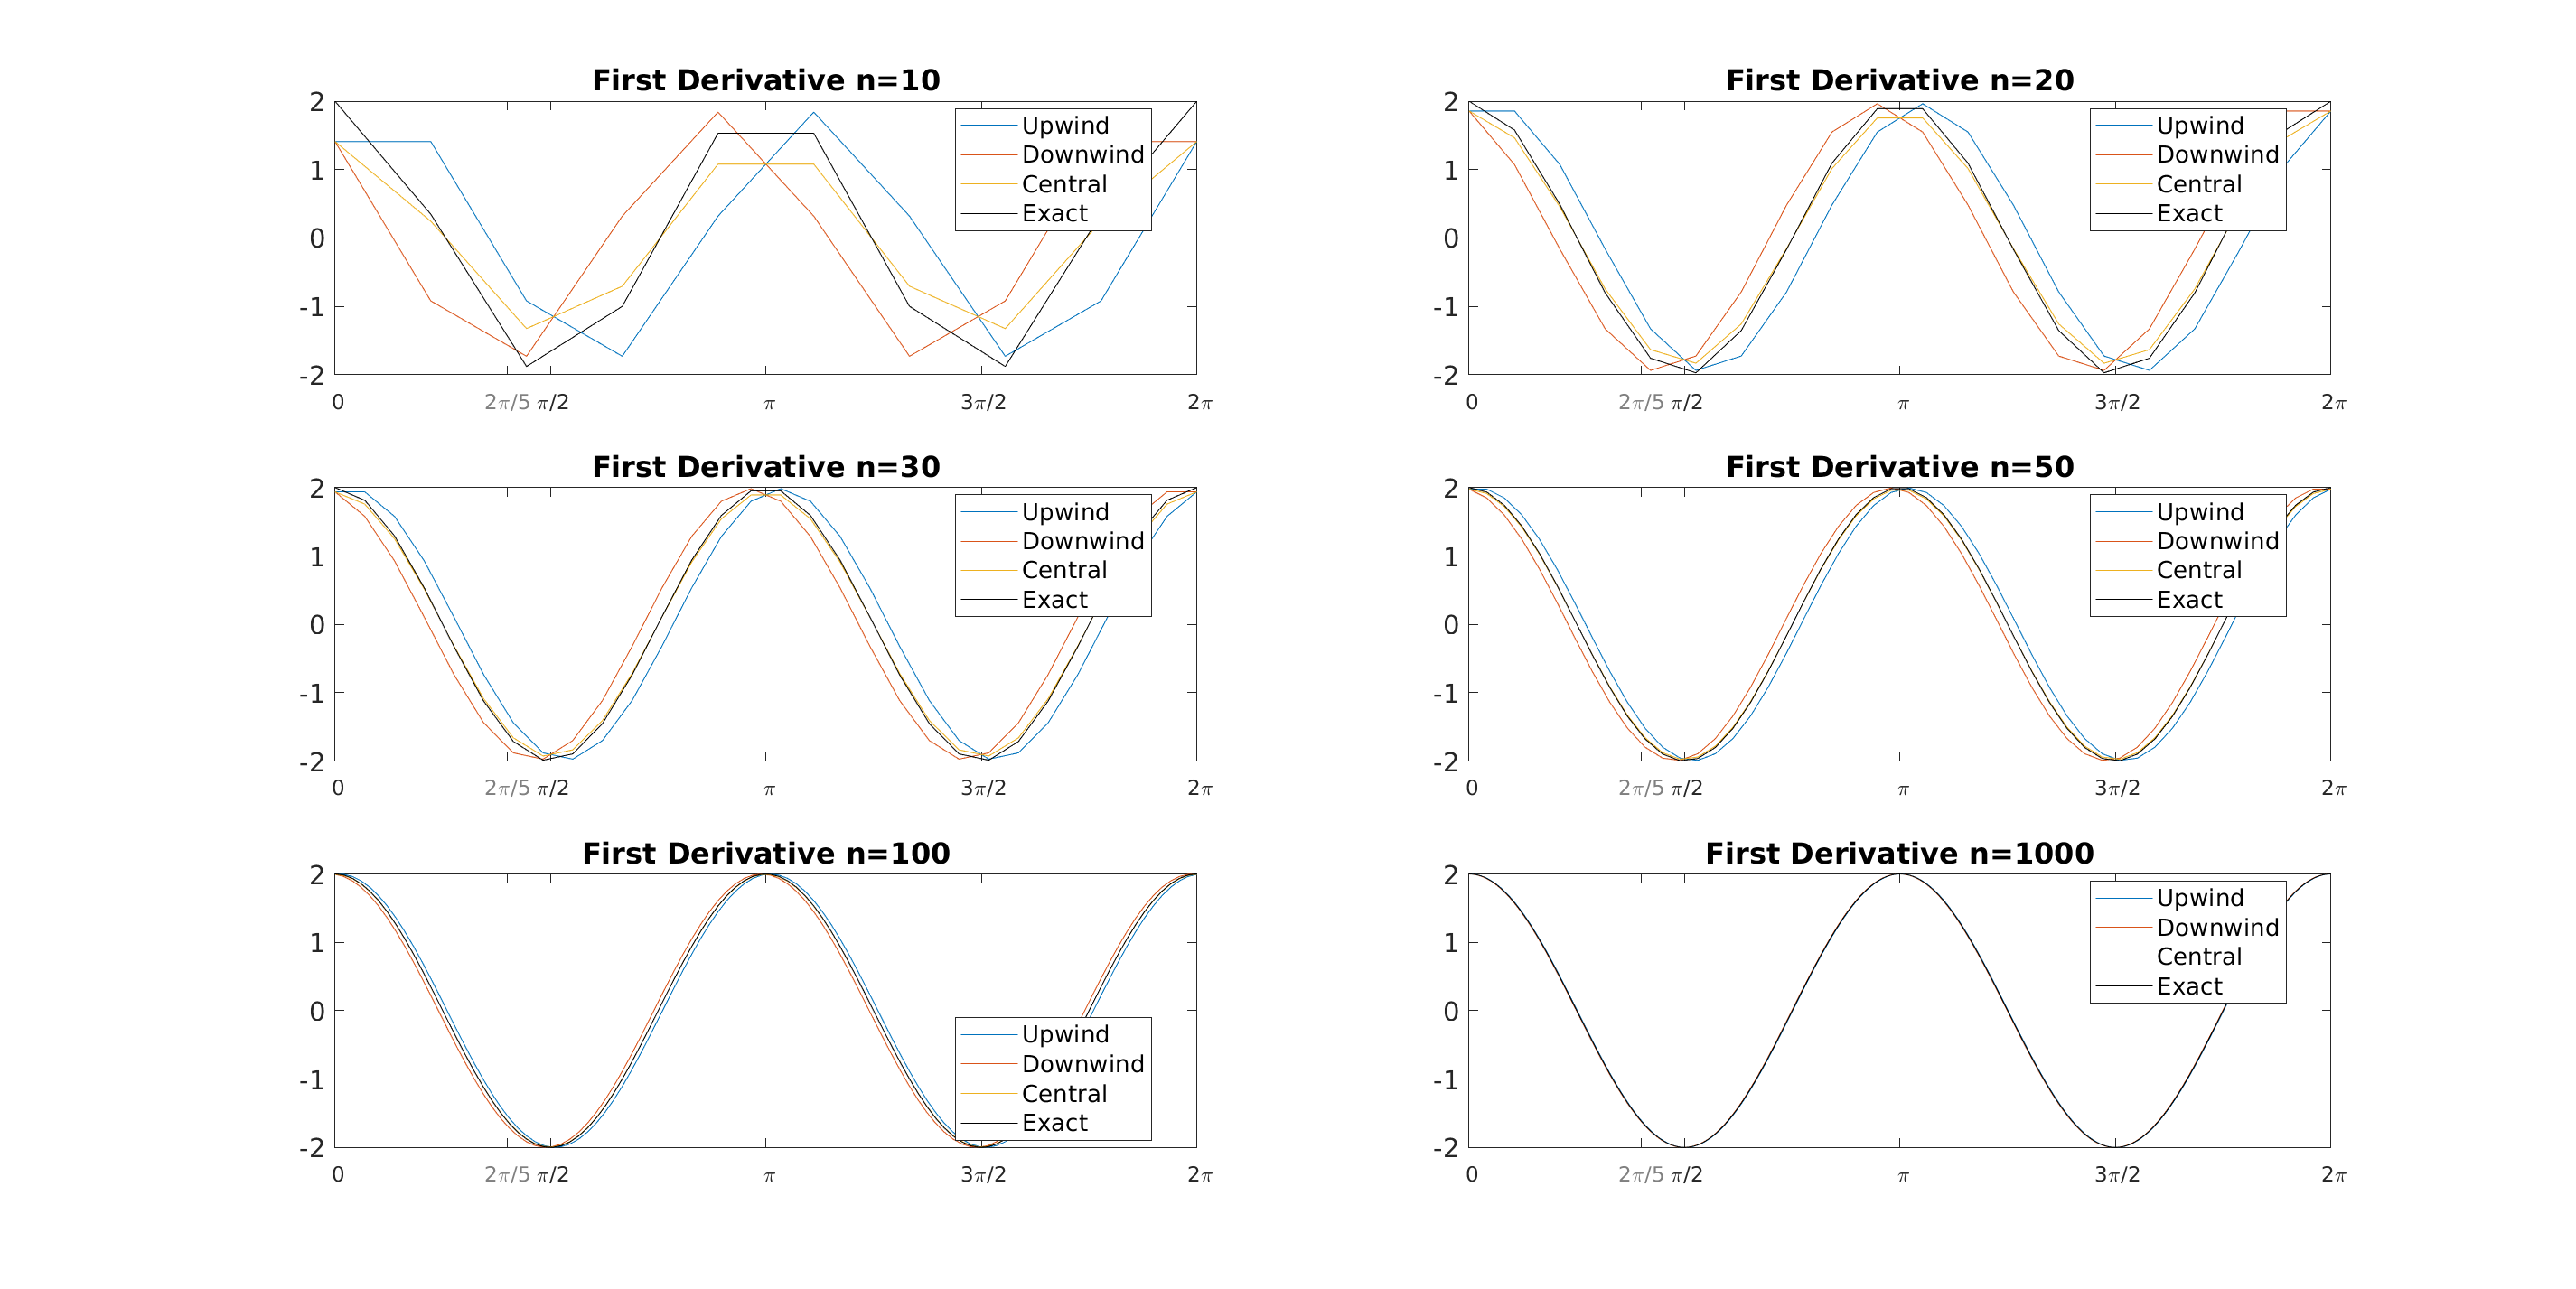 First Derivative n=10
2
1
0
-1
-2
0 2π/5 π/2 π 3π/2 2π
Upwind
Downwind
Central
Exact
First Derivative n=20
2
1
0
-1
-2
0 2π/5 π/2 π 3π/2 2π
Upwind
Downwind
Central
Exact
First Derivative n=30
2
1
0
-1
-2
0 2π/5 π/2 π 3π/2 2π
Upwind
Downwind
Central
Exact
First Derivative n=50
2
1
0
-1
-2
0 2π/5 π/2 π 3π/2 2π
Upwind
Downwind
Central
Exact
First Derivative n=100
2
1
0
-1
-2
0 2π/5 π/2 π 3π/2 2π
Upwind
Downwind
Central
Exact
First Derivative n=1000
2
1
0
-1
-2
0 2π/5 π/2 π 3π/2 2π
Upwind
Downwind
Central
Exact